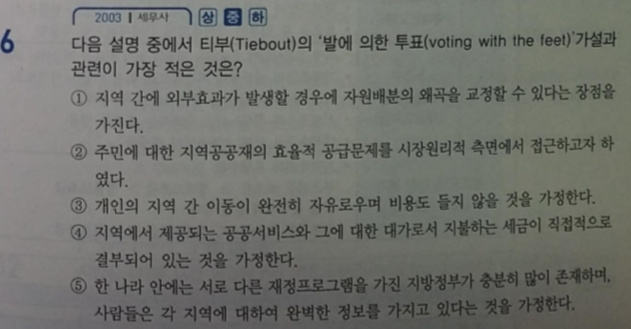 2003 | 세무사 상 중 하
6 다음 설명 중에서 티부(Tiebout)의 '발에 의한 투표(voting with the feet)'가설과
관련이 가장 적은 것은?
① 지역 간에 외부효과가 발생할 경우에 자원배분의 왜곡을 교정할 수 있다는 장점을
가진다.
② 주민에 대한 지역공공재의 효율적 공급문제를 시장원리적 측면에서 접근하고자 하
였다.
③ 개인의 지역 간 이동이 완전히 자유로우며 비용도 들지 않을 것을 가정한다.
④ 지역에서 제공되는 공공서비스와 그에 대한 대가로서 지불하는 세금이 직접적으로
결부되어 있는 것을 가정한다.
⑤ 한 나라 안에는 서로 다른 재정프로그램을 가진 지방정부가 충분히 많이 존재하며,
사람들은 각 지역에 대하여 완벽한 정보를 가지고 있다는 것을 가정한다.